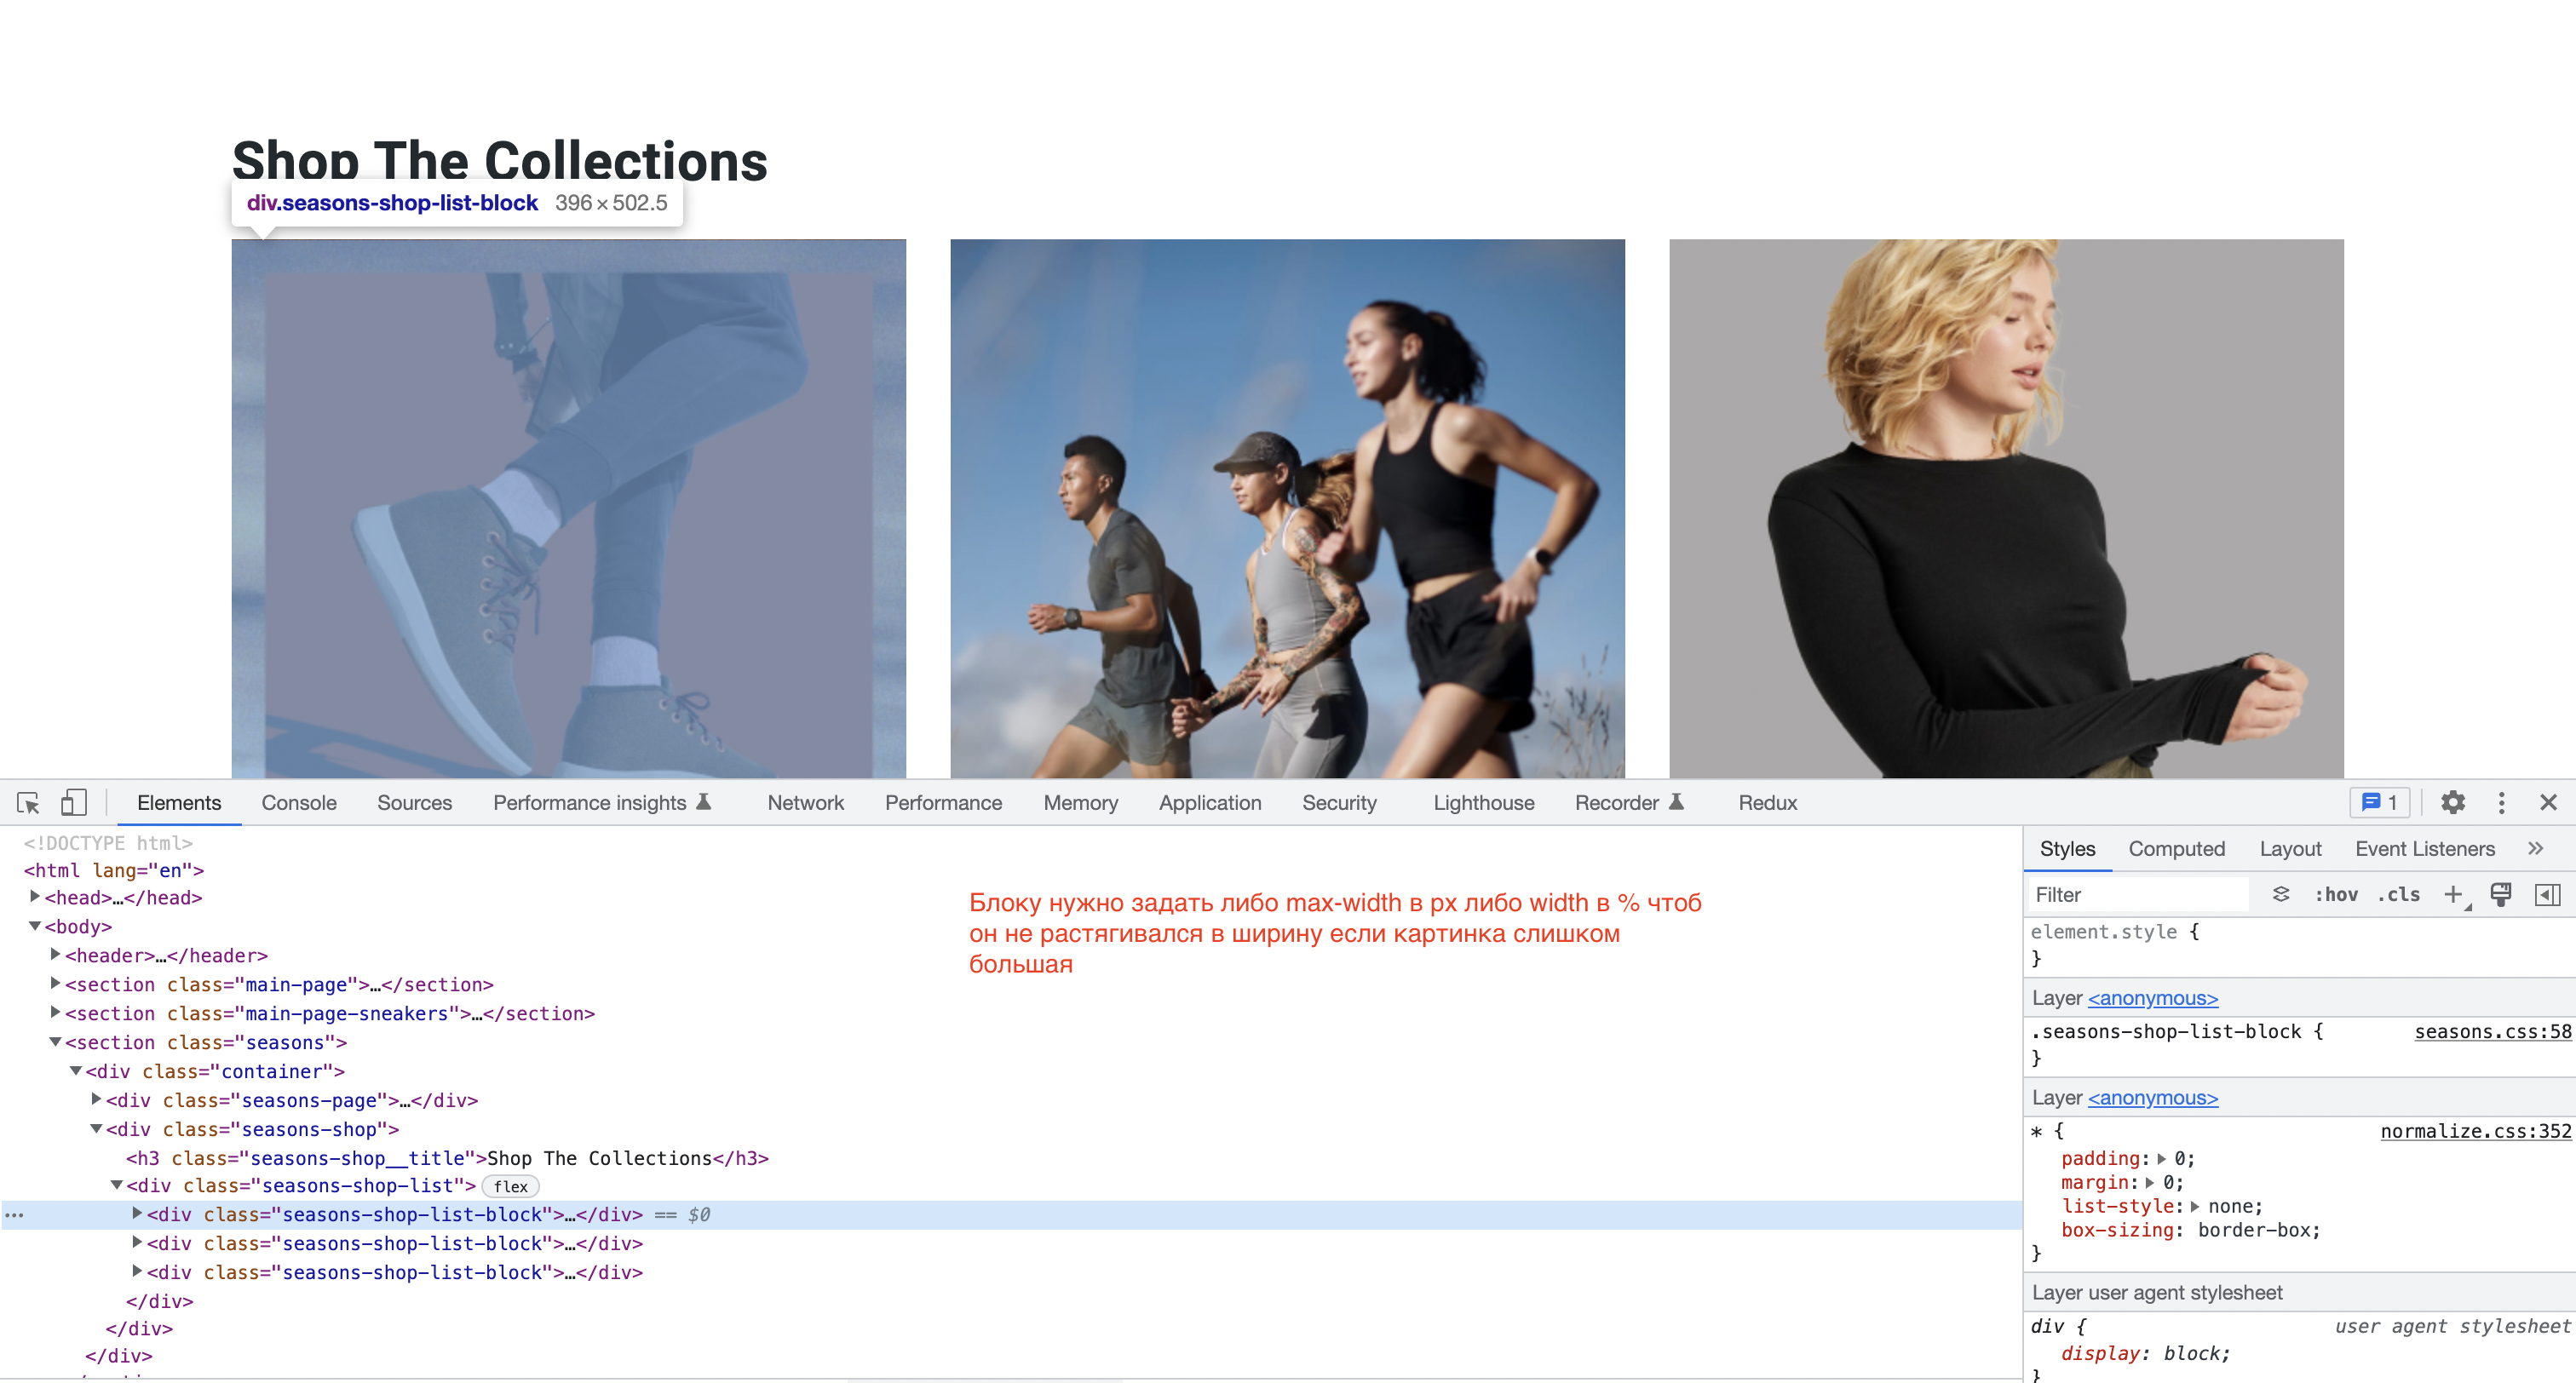 Shop The Collections
div.seasons-shop-list-block 396 × 502.5
Elements Console Sources Performance insights Network Performance Memory Application Security Lighthouse Recorder Redux 1
<!DOCTYPE html>
<html lang="en">
<head>…</head>
<body>
<header>…</header>
<section class="main-page">…</section>
<section class="main-page-sneakers">…</section>
<section class="seasons">
<div class="container">
<div class="seasons-page">…</div>
<div class="seasons-shop">
<h3 class="seasons-shop__title">Shop The Collections</h3>
<div class="seasons-shop-list"> flex
<div class="seasons-shop-list-block">…</div> == $0
<div class="seasons-shop-list-block">…</div>
<div class="seasons-shop-list-block">…</div>
</div>
</div>
</div>
Блоку нужно задать либо max-width в px либо width в % чтоб
он не растягивался в ширину если картинка слишком
большая
Styles Computed Layout Event Listeners
Filter :hov .cls
element.style {
}
Layer <anonymous>
.seasons-shop-list-block { seasons.css:58
}
Layer <anonymous>
* { normalize.css:352
padding: 0;
margin: 0;
list-style: none;
box-sizing: border-box;
}
Layer user agent stylesheet
div { user agent stylesheet
display: block;
}